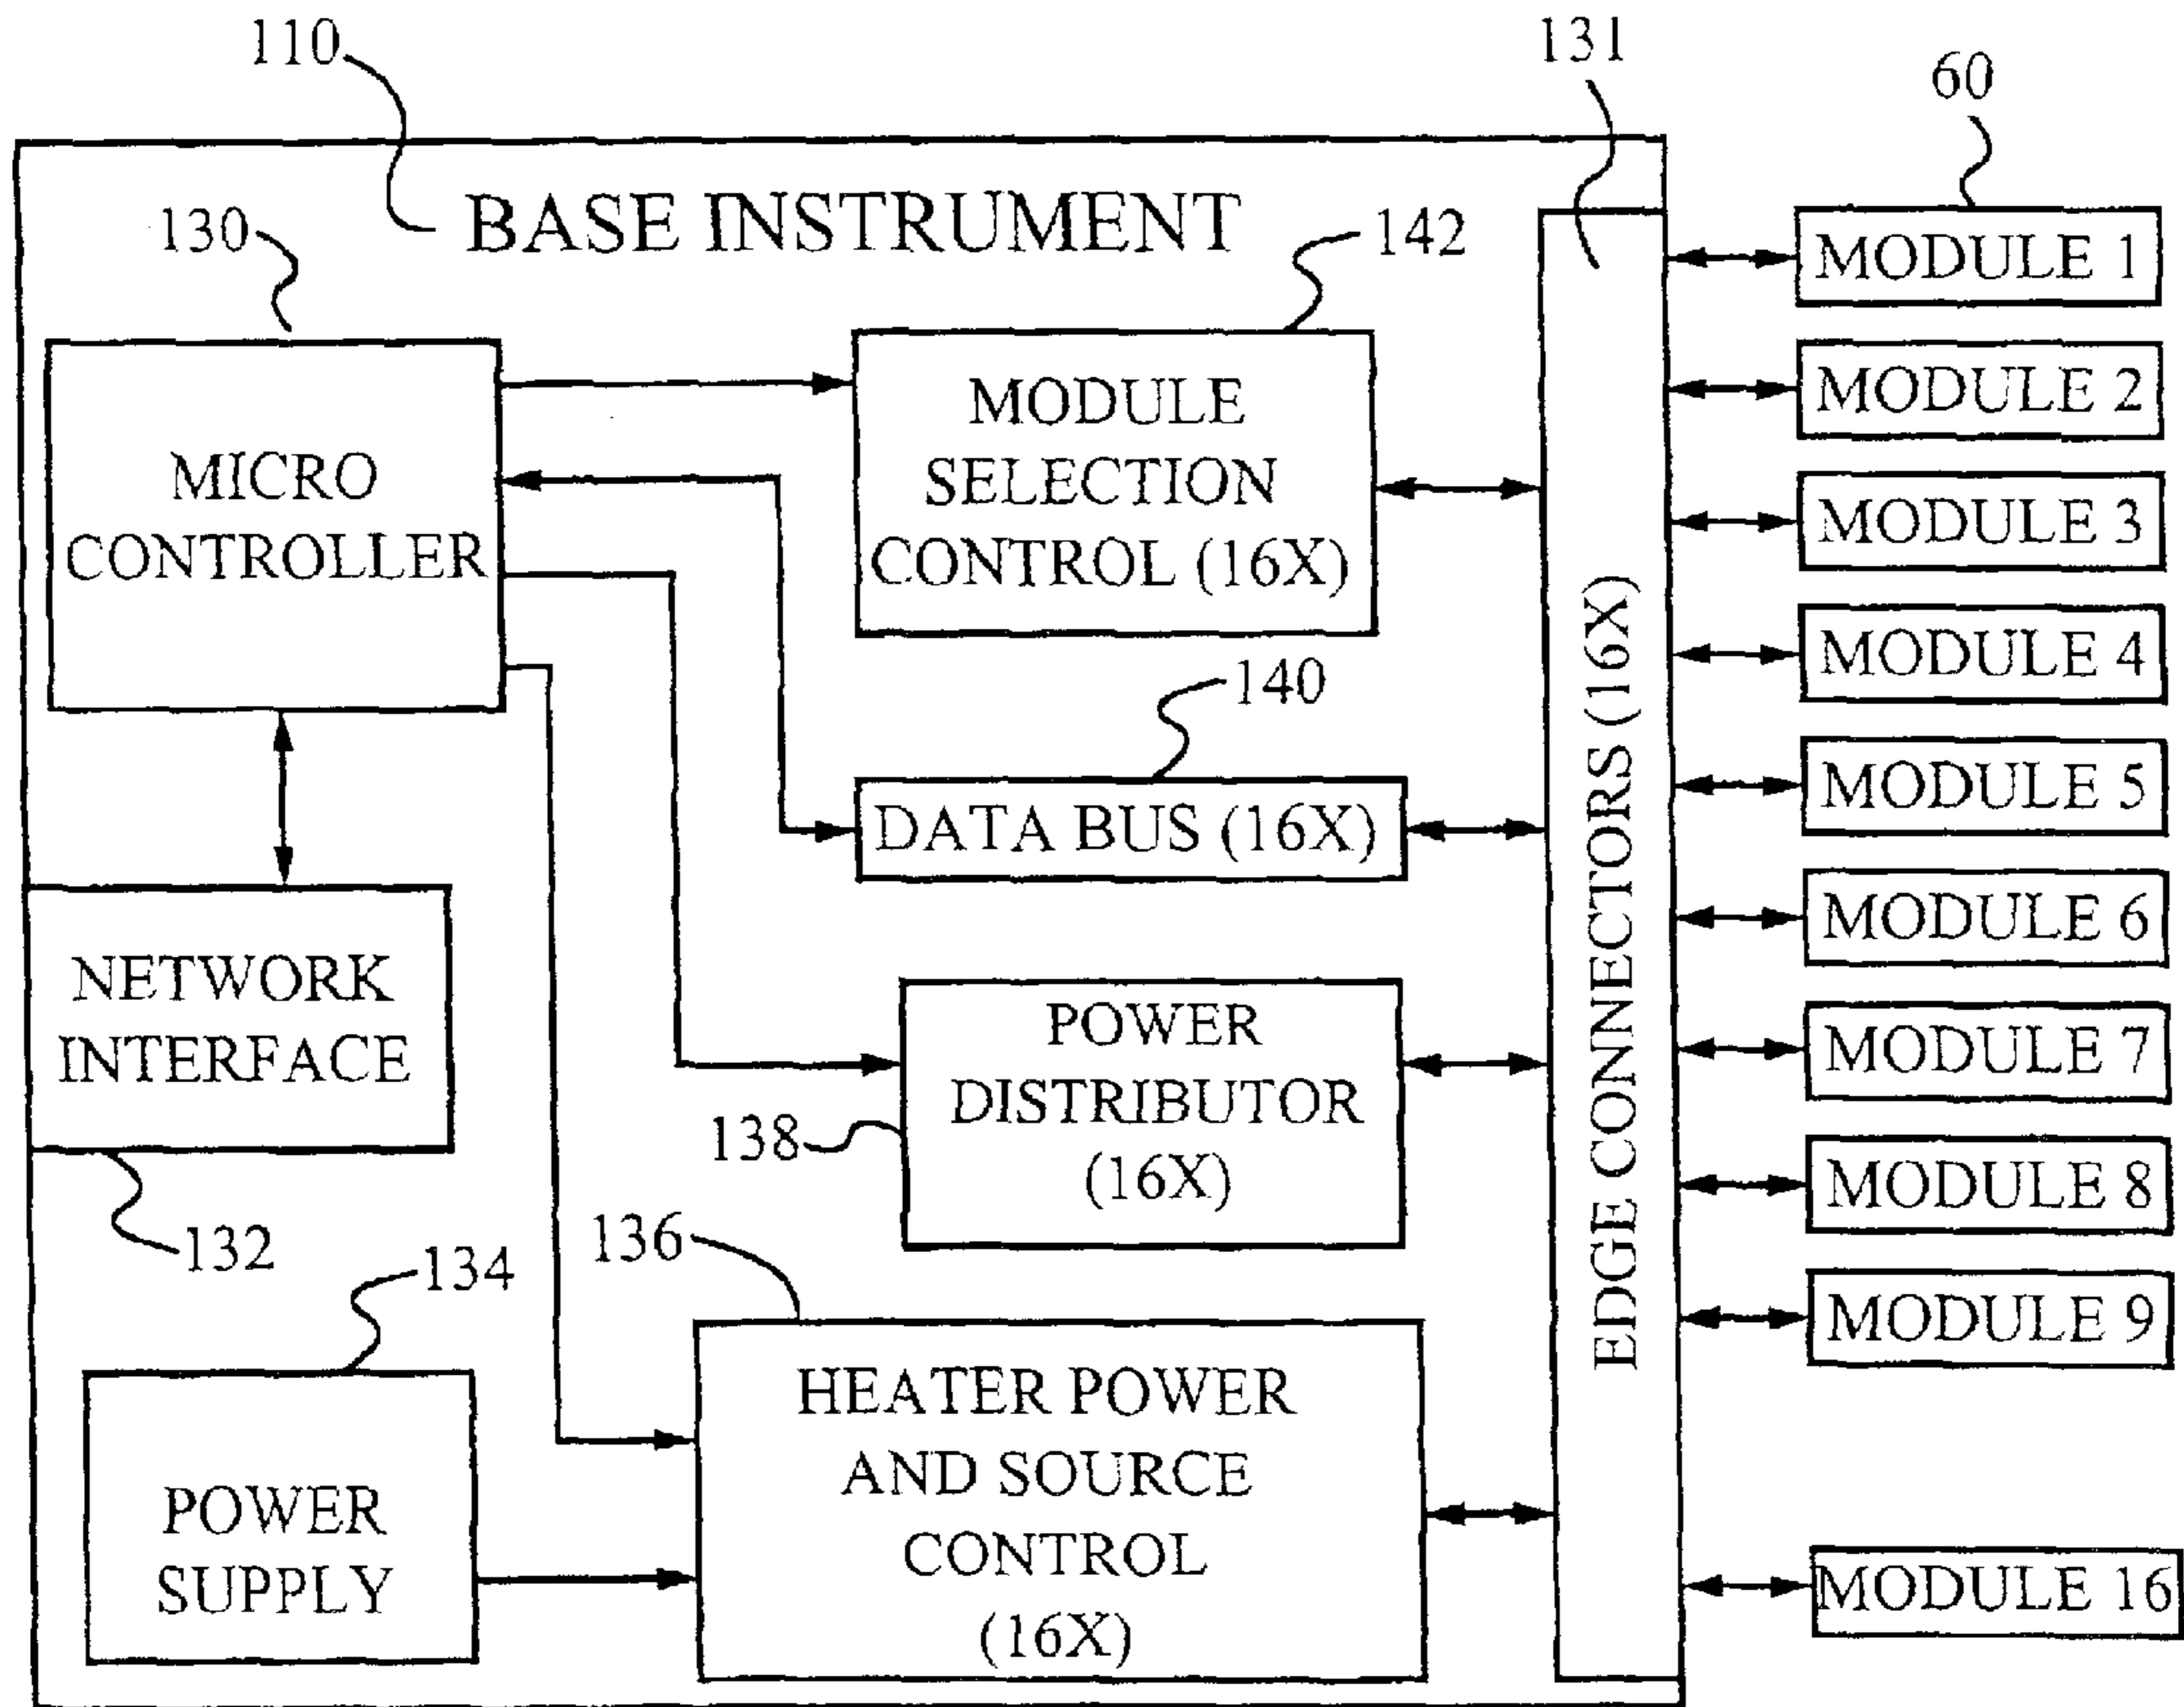 110
131
60
BASE INSTRUMENT
130
142
MODULE 1
MODULE 2
MODULE 3
MODULE 4
MODULE 5
MODULE 6
MODULE 7
MODULE 8
MODULE 9
MODULE 16
MICRO
CONTROLLER
MODULE
SELECTION
CONTROL (16X)
140
DATA BUS (16X)
EDGE CONNECTORS (16X)
NETWORK
INTERFACE
132
POWER
DISTRIBUTOR
(16X)
138
134
136
POWER
SUPPLY
HEATER POWER
AND SOURCE
CONTROL
(16X)